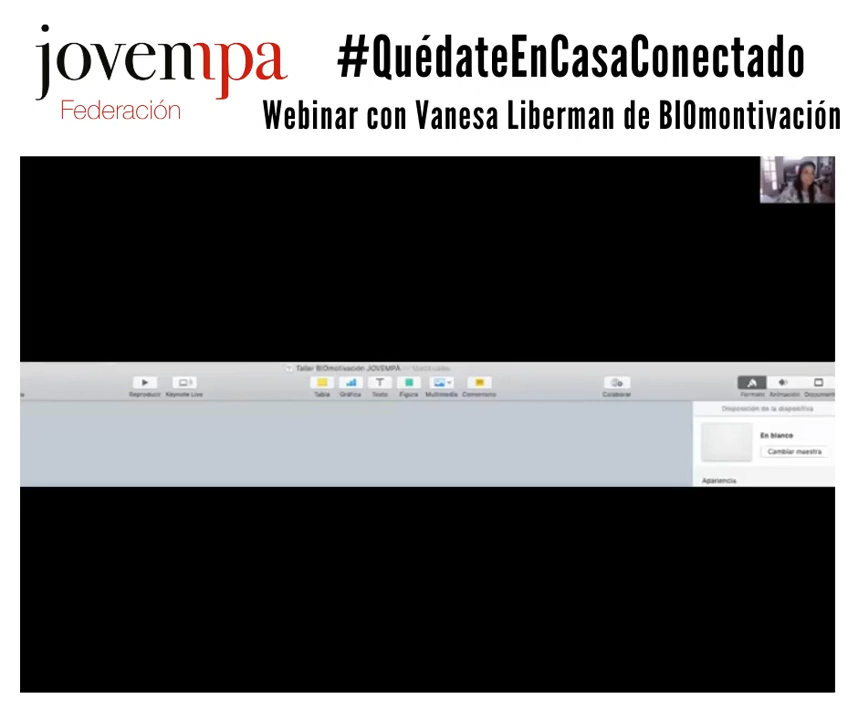 jovempa
Federación
#QuédateEnCasaConectado
Webinar con Vanesa Liberman de BIOmontivación
Taller BIOmotivación JOVEMPA
Reproducir Keynote Live Tabla Gráfica Texto Figura Multimedia Comentario Colaborar Formato Animación Documento
Disposición de la diapositiva
En blanco
Cambiar maestra
Apariencia